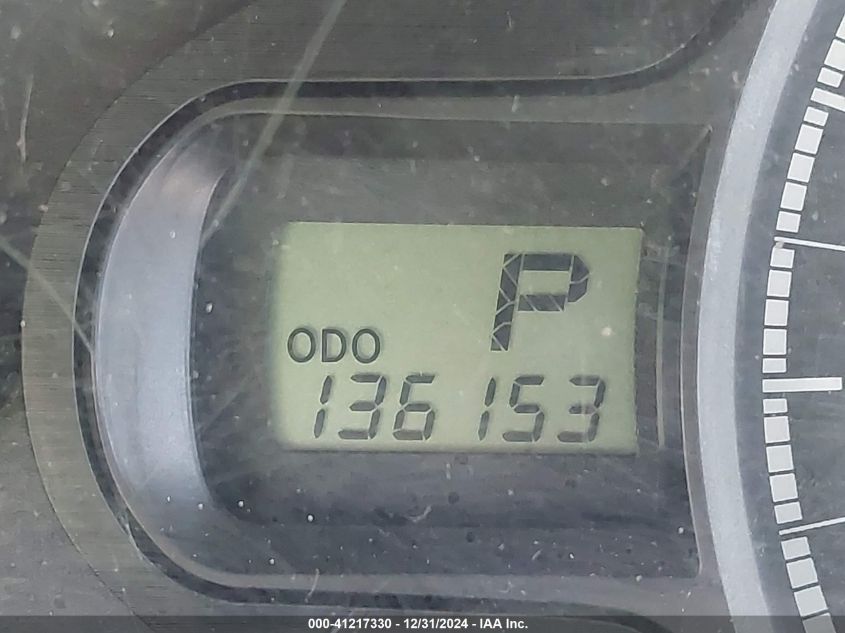 P
ODO
136153
000-41217330 - 12/31/2024 - IAA Inc.